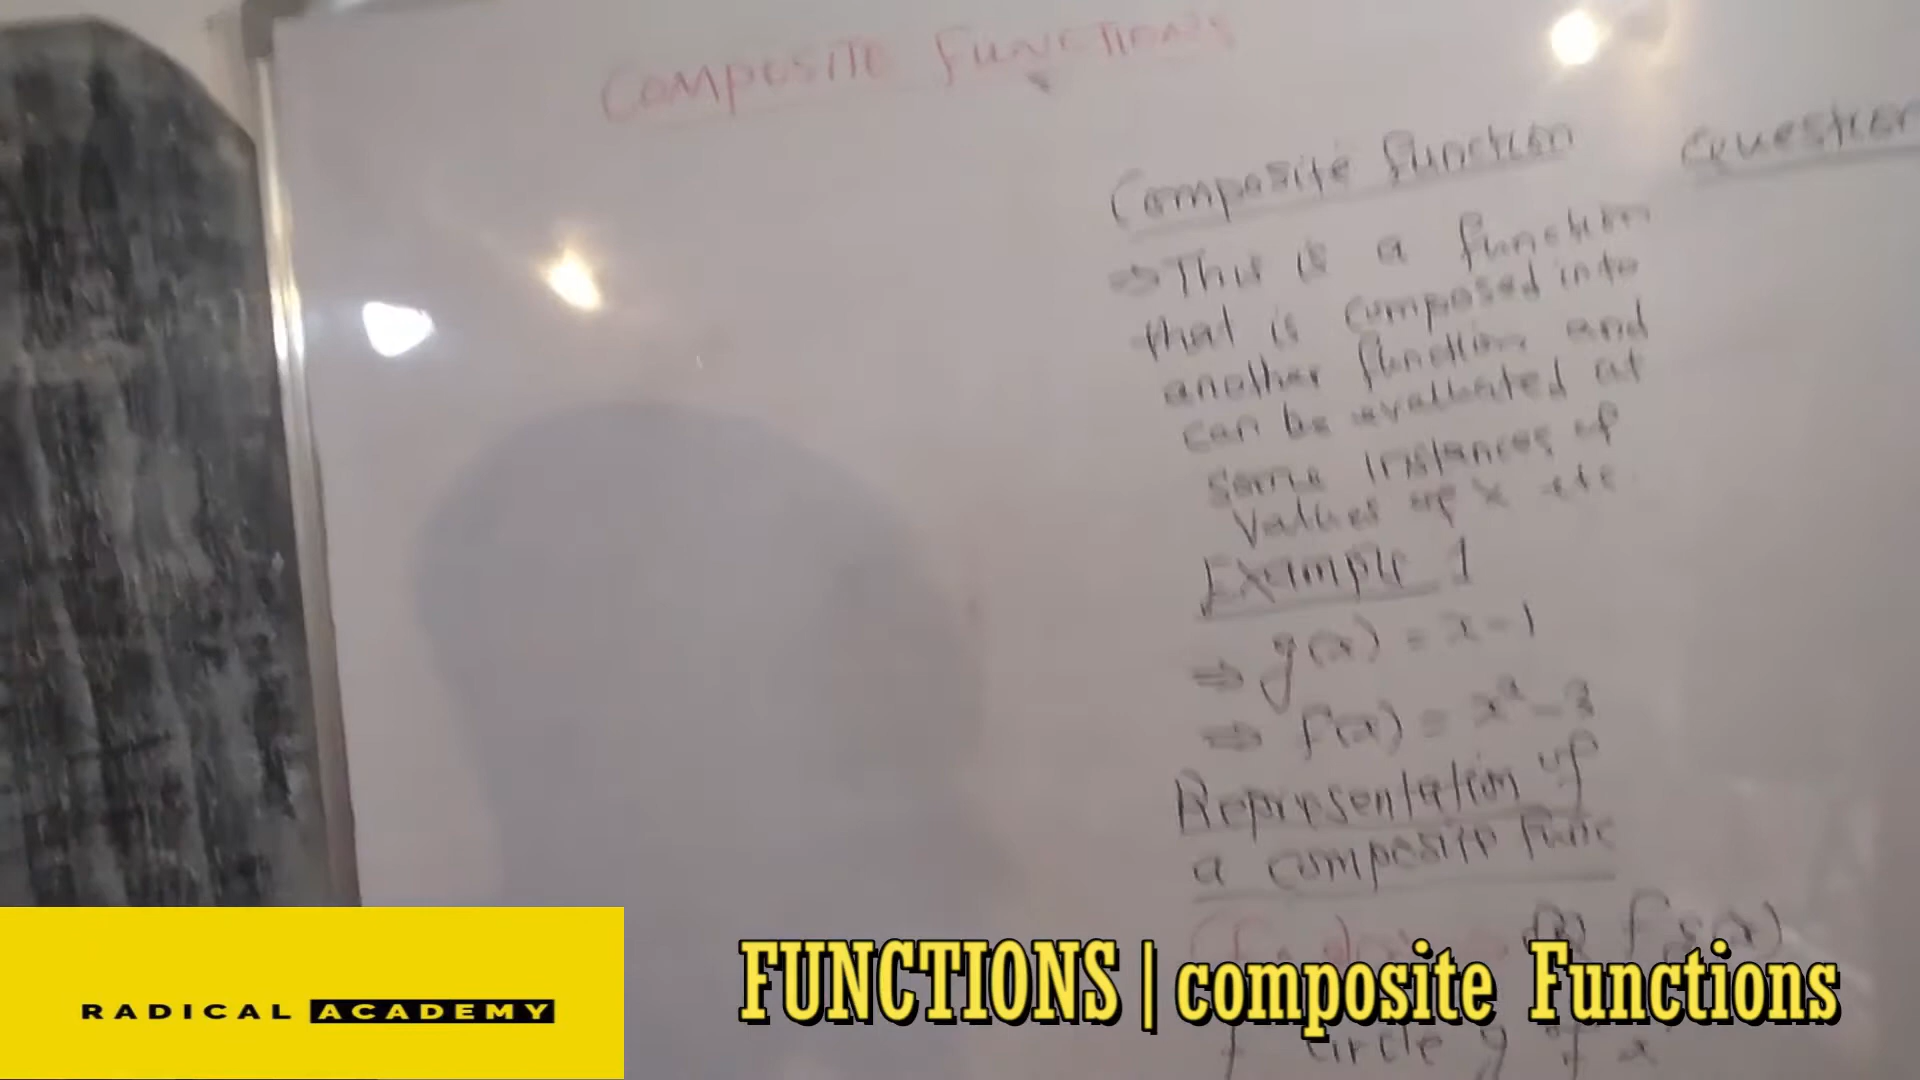 COMPOSITE FUNCTIONS
Composite function
⇒ This is a function
that is composed into
another function and
can be evaluated at
some instances of
values of x etc.
Example 1
⇒ g(x) = x - 1
⇒ f(x) = x² - 3
Representation of
a composite func
f circle g of x
Question
RADICAL ACADEMY
FUNCTIONS | composite Functions